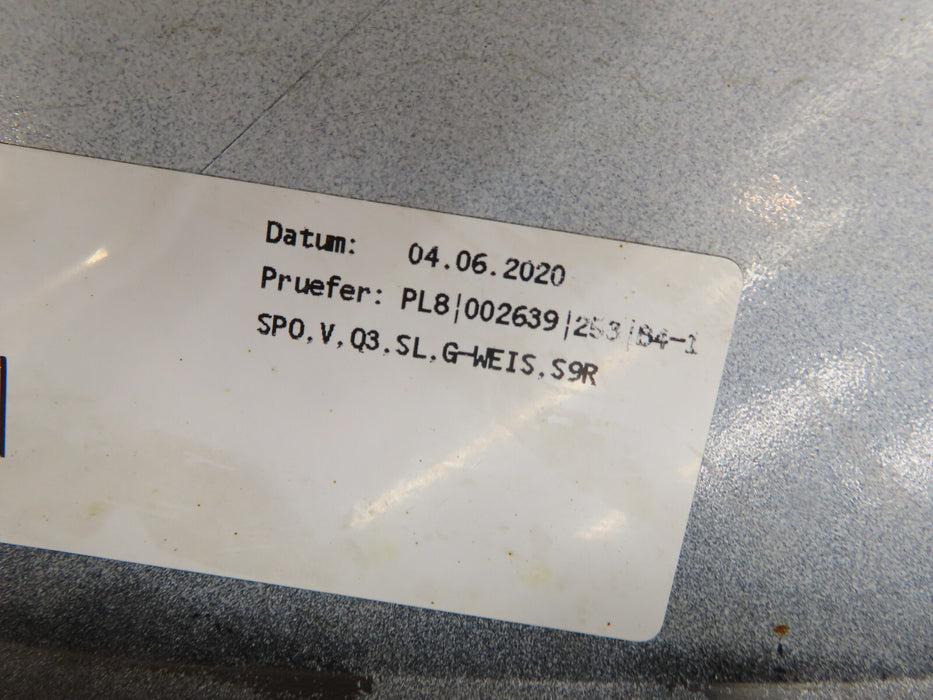 Datum: 04.06.2020
Pruefer: PL8|002639|253|B4-1
SPO,V,Q3,SL,G-WEIS,S9R